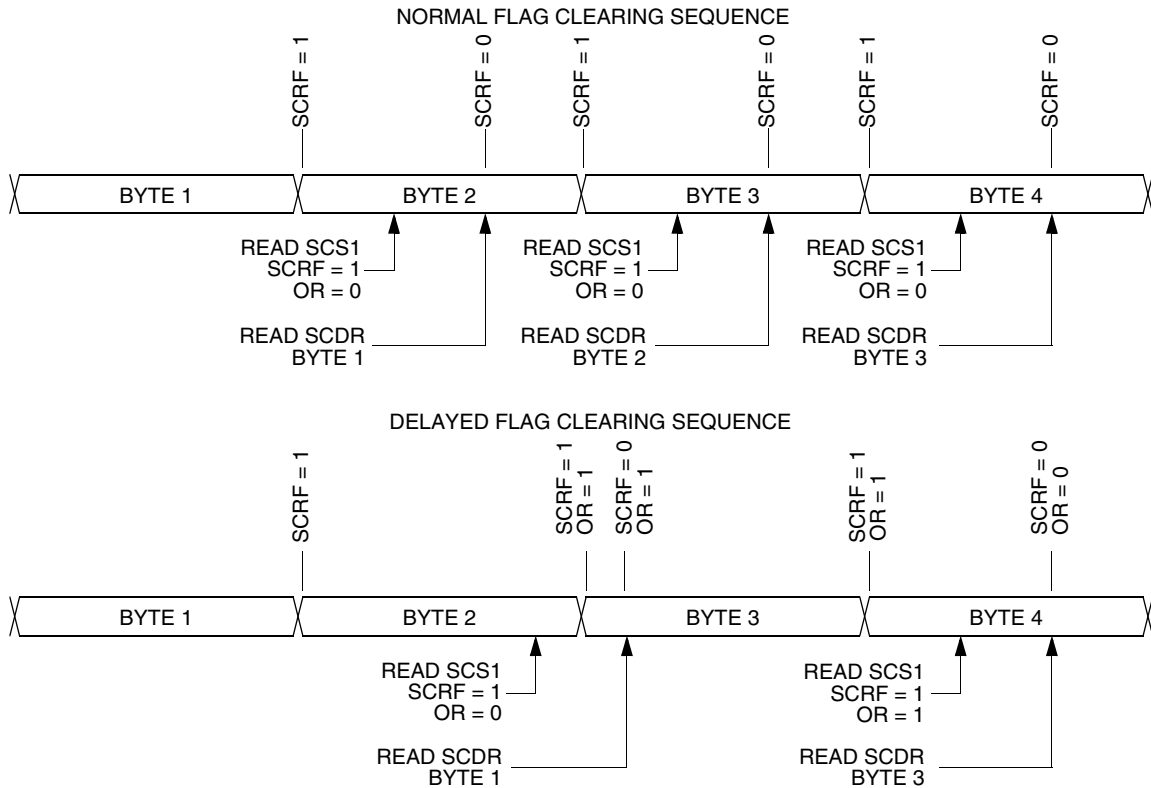 NORMAL FLAG CLEARING SEQUENCE
SCRF = 1
SCRF = 0
SCRF = 1
SCRF = 0
SCRF = 1
SCRF = 0
BYTE 1
BYTE 2
BYTE 3
BYTE 4
READ SCS1
SCRF = 1
OR = 0
READ SCS1
SCRF = 1
OR = 0
READ SCS1
SCRF = 1
OR = 0
READ SCDR
BYTE 1
READ SCDR
BYTE 2
READ SCDR
BYTE 3
DELAYED FLAG CLEARING SEQUENCE
SCRF = 1
SCRF = 1
OR = 1
SCRF = 0
OR = 1
SCRF = 1
OR = 1
SCRF = 0
OR = 0
BYTE 1
BYTE 2
BYTE 3
BYTE 4
READ SCS1
SCRF = 1
OR = 0
READ SCS1
SCRF = 1
OR = 1
READ SCDR
BYTE 1
READ SCDR
BYTE 3